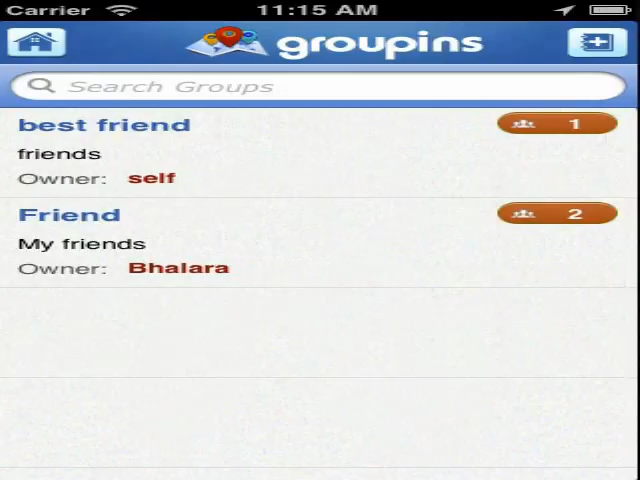 Carrier 11:15 AM
groupins
Search Groups
best friend 1
friends
Owner: self
Friend 2
My friends
Owner: Bhalara